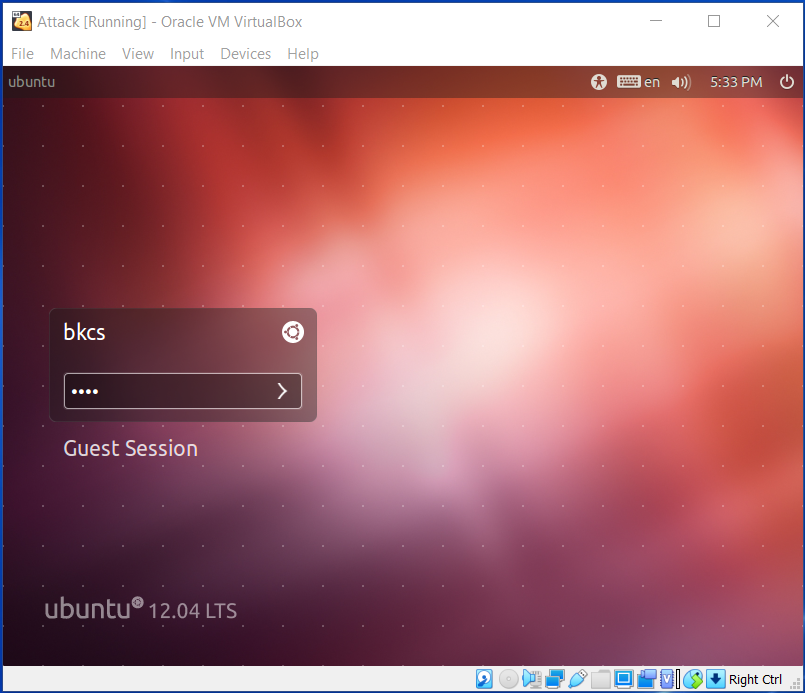 Attack [Running] - Oracle VM VirtualBox
File Machine View Input Devices Help
ubuntu en 5:33 PM
bkcs
••••
Guest Session
ubuntu 12.04 LTS
Right Ctrl